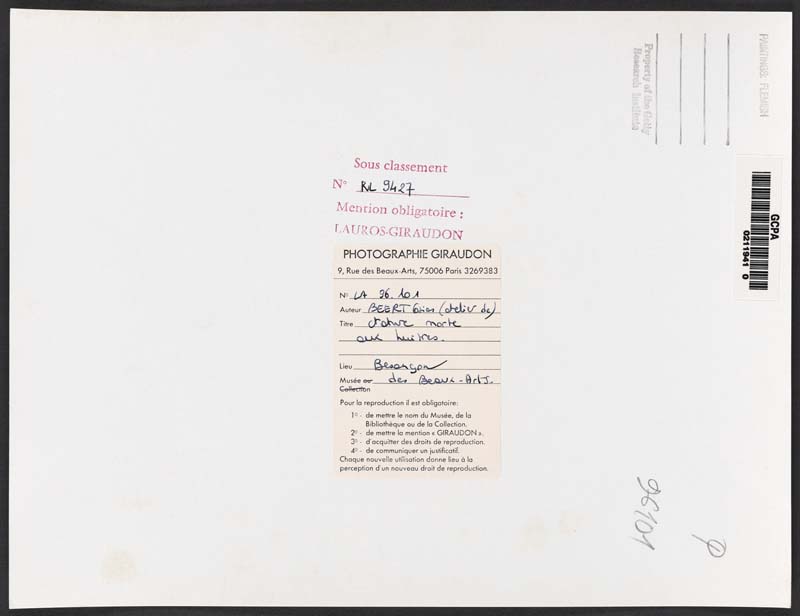 PAINTINGS: FLEMISH
Property of the Getty
Research Institute
Sous classement
N° RL 9427
Mention obligatoire :
LAUROS-GIRAUDON
GCPA
0211941 0
PHOTOGRAPHIE GIRAUDON
9, Rue des Beaux-Arts, 75006 Paris 3269383
N° LA 96.101
Auteur BEERT Osias (atelier de)
Titre Nature morte
aux huîtres.
Lieu Besançon
Musée ou des Beaux-Arts.
Collection
Pour la reproduction il est obligatoire:
1° - de mettre le nom du Musée, de la
Bibliothèque ou de la Collection.
2° - de mettre la mention « GIRAUDON ».
3° - d'acquitter des droits de reproduction.
4° - de communiquer un justificatif.
Chaque nouvelle utilisation donne lieu à la
perception d'un nouveau droit de reproduction.
96101
P